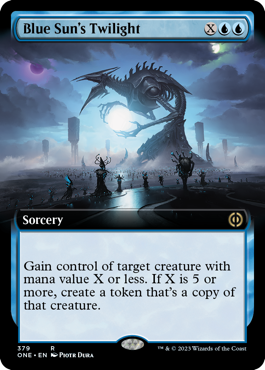 Blue Sun's Twilight X
Sorcery
Gain control of target creature with
mana value X or less. If X is 5 or
more, create a token that's a copy of
that creature.
379 R
ONE • EN Piotr Dura
™ & © 2023 Wizards of the Coast